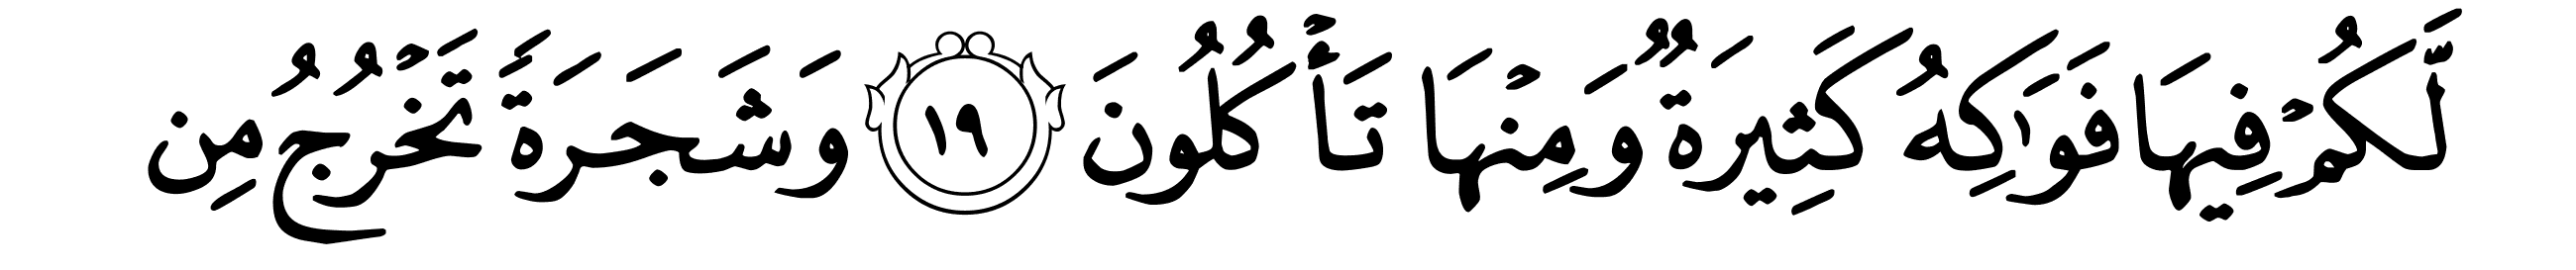 لَّكُمْ فِيهَا فَوَٰكِهُ كَثِيرَةٌ وَمِنْهَا تَأْكُلُونَ ١٩ وَشَجَرَةً تَخْرُجُ مِن